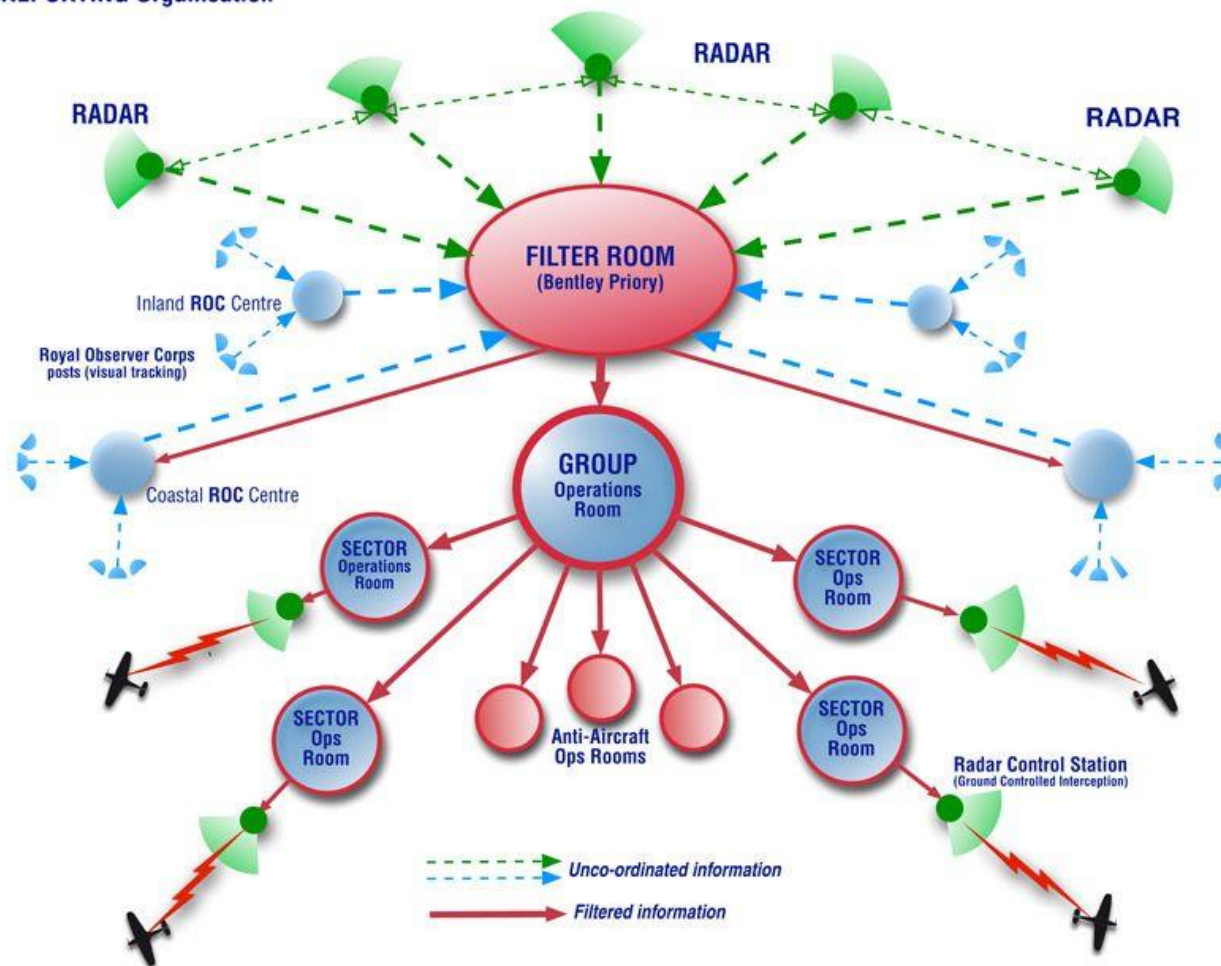 REPORTING Organisation
RADAR
RADAR
RADAR
FILTER ROOM
(Bentley Priory)
Inland ROC Centre
Royal Observer Corps
posts (visual tracking)
Coastal ROC Centre
GROUP
Operations
Room
SECTOR
Operations
Room
SECTOR
Ops
Room
SECTOR
Ops
Room
SECTOR
Ops
Room
Anti-Aircraft
Ops Rooms
Radar Control Station
(Ground Controlled Interception)
Unco-ordinated information
Filtered information